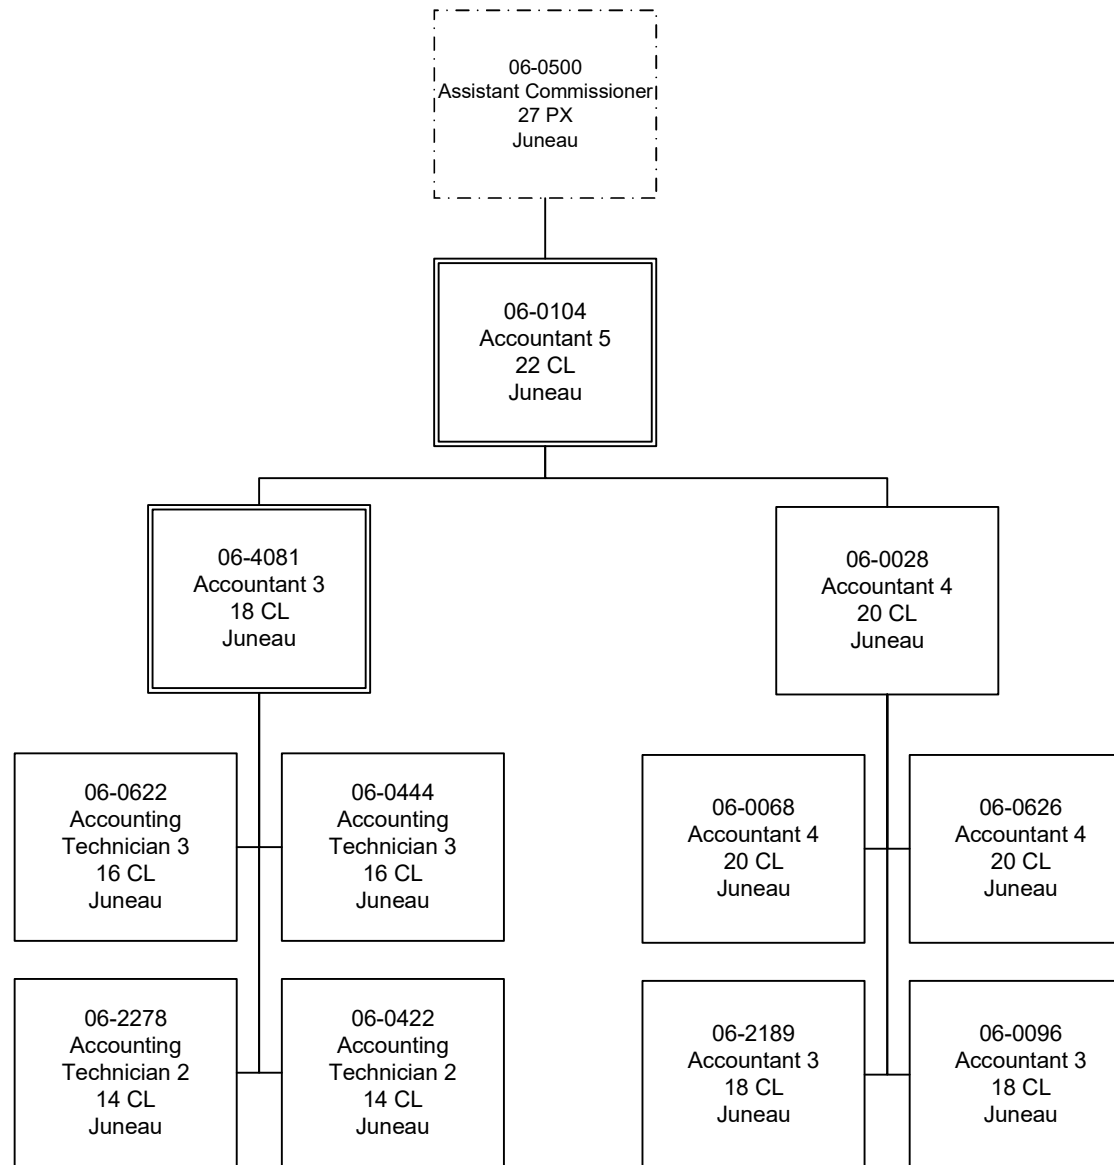 06-0500
Assistant Commissioner
27 PX
Juneau
06-0104
Accountant 5
22 CL
Juneau
06-4081
Accountant 3
18 CL
Juneau
06-0028
Accountant 4
20 CL
Juneau
06-0622
Accounting
Technician 3
16 CL
Juneau
06-0444
Accounting
Technician 3
16 CL
Juneau
06-0068
Accountant 4
20 CL
Juneau
06-0626
Accountant 4
20 CL
Juneau
06-2278
Accounting
Technician 2
14 CL
Juneau
06-0422
Accounting
Technician 2
14 CL
Juneau
06-2189
Accountant 3
18 CL
Juneau
06-0096
Accountant 3
18 CL
Juneau